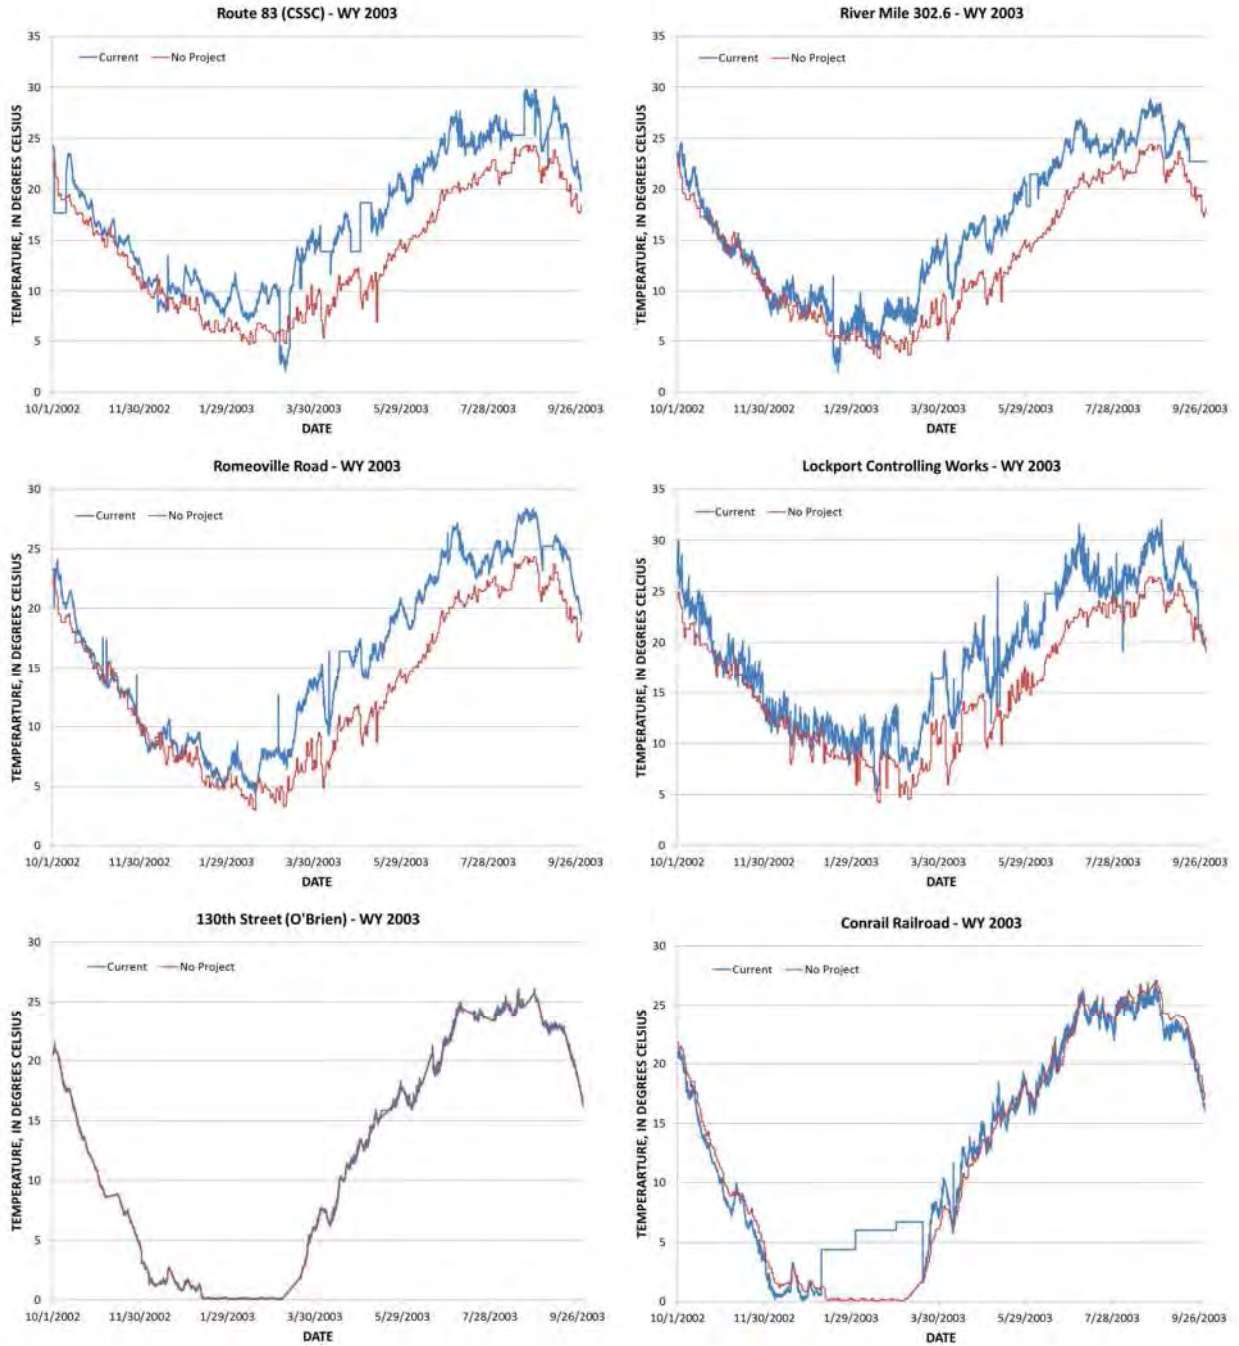 Route 83 (CSSC) - WY 2003
TEMPERATURE, IN DEGREES CELSIUS
35
30
25
20
15
10
5
0
Current No Project
10/1/2002 11/30/2002 1/29/2003 3/30/2003 5/29/2003 7/28/2003 9/26/2003
DATE
River Mile 302.6 - WY 2003
TEMPERATURE, IN DEGREES CELSIUS
35
30
25
20
15
10
5
0
Current No Project
10/1/2002 11/30/2002 1/29/2003 3/30/2003 5/29/2003 7/28/2003 9/26/2003
DATE
Romeoville Road - WY 2003
TEMPERARTURE, IN DEGREES CELSIUS
30
25
20
15
10
5
0
Current No Project
10/1/2002 11/30/2002 1/29/2003 3/30/2003 5/29/2003 7/28/2003 9/26/2003
DATE
Lockport Controlling Works - WY 2003
TEMPERATURE, IN DEGREES CELCIUS
35
30
25
20
15
10
5
0
Current No Project
10/1/2002 11/30/2002 1/29/2003 3/30/2003 5/29/2003 7/28/2003 9/26/2003
DATE
130th Street (O'Brien) - WY 2003
TEMPERATURE, IN DEGREES CELSIUS
30
25
20
15
10
5
0
Current No Project
10/1/2002 11/30/2002 1/29/2003 3/30/2003 5/29/2003 7/28/2003 9/26/2003
DATE
Conrail Railroad - WY 2003
TEMPERARTURE, IN DEGREES CELSIUS
30
25
20
15
10
5
0
Current No Project
10/1/2002 11/30/2002 1/29/2003 3/30/2003 5/29/2003 7/28/2003 9/26/2003
DATE